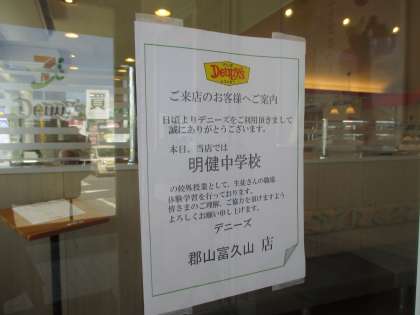 Denny's
ご来店のお客様へご案内
日頃よりデニーズをご利用頂きまして
誠にありがとうございます。
本日、当店では
明健中学校
の校外授業として、生徒さんの職場
体験学習を行っております。
皆さまのご理解、ご協力を頂けますよう
よろしくお願い申し上げます。
デニーズ
郡山富久山 店
Denny's
買